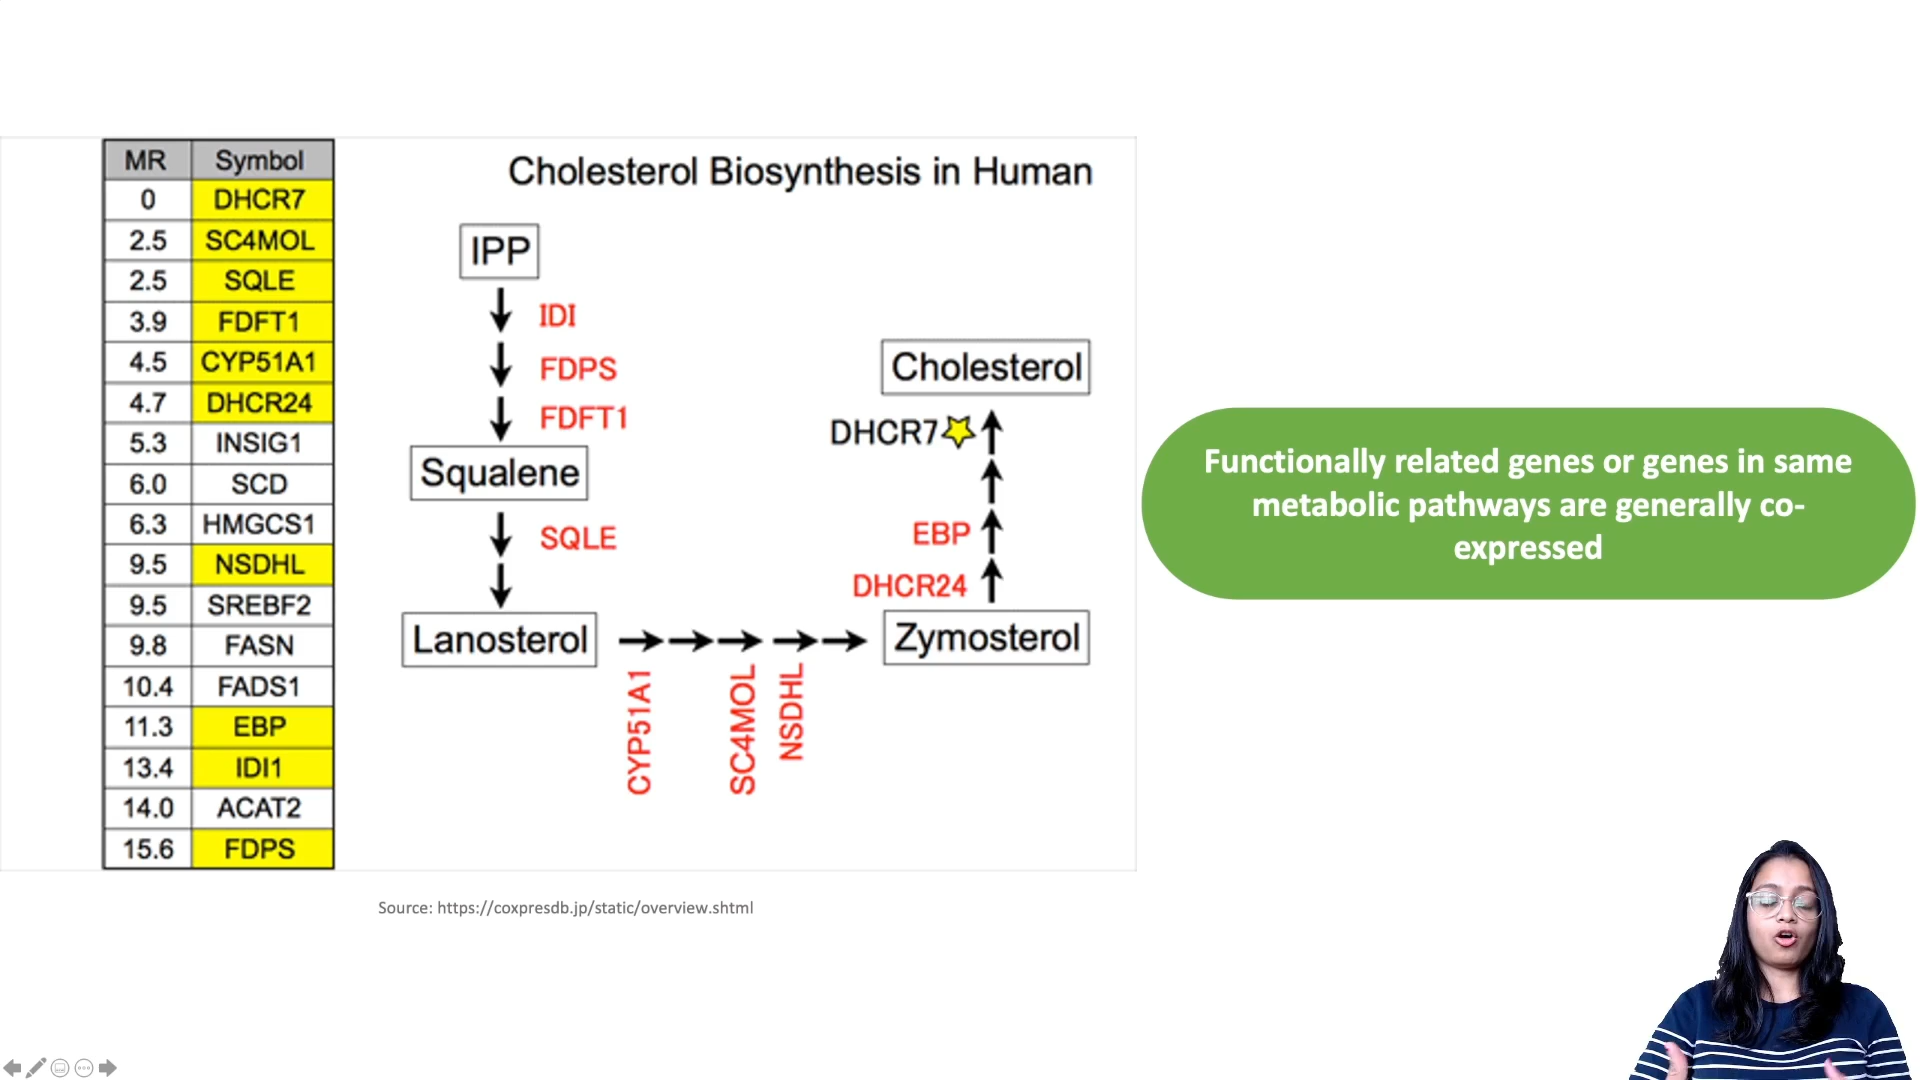 MR Symbol
0 DHCR7
2.5 SC4MOL
2.5 SQLE
3.9 FDFT1
4.5 CYP51A1
4.7 DHCR24
5.3 INSIG1
6.0 SCD
6.3 HMGCS1
9.5 NSDHL
9.5 SREBF2
9.8 FASN
10.4 FADS1
11.3 EBP
13.4 IDI1
14.0 ACAT2
15.6 FDPS
Cholesterol Biosynthesis in Human
IPP
IDI
FDPS
FDFT1
Squalene
SQLE
Lanosterol
CYP51A1
SC4MOL
NSDHL
Zymosterol
DHCR24
EBP
DHCR7
Cholesterol
Functionally related genes or genes in same
metabolic pathways are generally co-
expressed
Source: https://coxpresdb.jp/static/overview.shtml